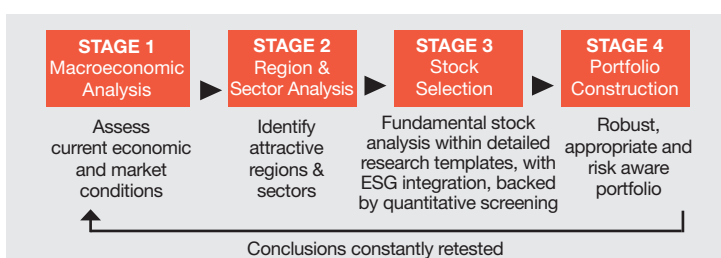 STAGE 1
Macroeconomic
Analysis
Assess
current economic
and market
conditions
STAGE 2
Region &
Sector Analysis
Identify
attractive
regions &
sectors
STAGE 3
Stock
Selection
Fundamental stock
analysis within detailed
research templates, with
ESG integration, backed
by quantitative screening
STAGE 4
Portfolio
Construction
Robust,
appropriate and
risk aware
portfolio
Conclusions constantly retested